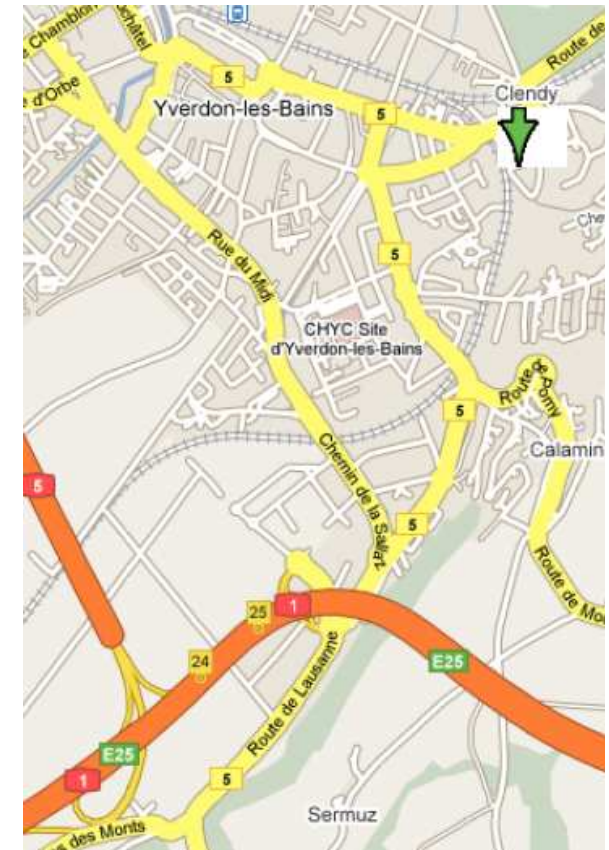 Chamblon
Route de
d'Orbe
5
Clendy
Yverdon-les-Bains
5
Rue du Midi
5
CHYC Site
d'Yverdon-les-Bains
Route de Pomy
5
Calamin
Chemin de la Sallaz
5
5
Route de Mo
1
25
24
E25
Route de Lausanne
E25
1
5
Sermuz
des Monts